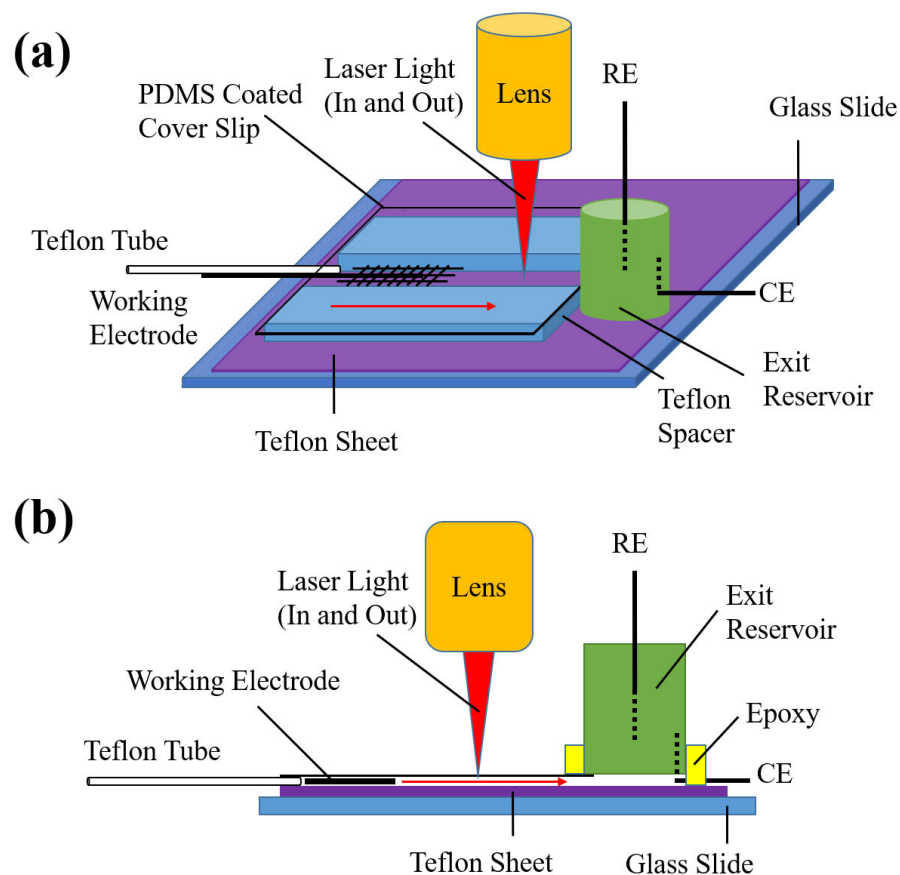 (a)
Laser Light
(In and Out)
Lens
RE
PDMS Coated
Cover Slip
Glass Slide
Teflon Tube
Working
Electrode
CE
Exit
Reservoir
Teflon
Spacer
Teflon Sheet
(b)
RE
Laser Light
(In and Out)
Lens
Exit
Reservoir
Working Electrode
Epoxy
Teflon Tube
CE
Teflon Sheet
Glass Slide